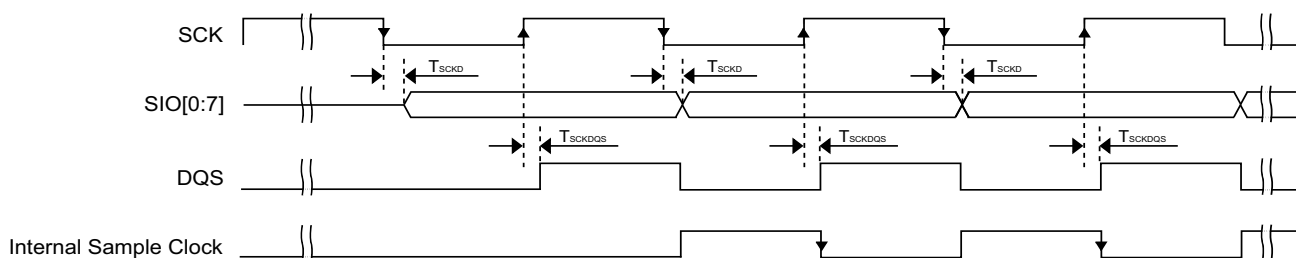 SCK
TSCKD
TSCKD
TSCKD
SIO[0:7]
TSCKDQS
TSCKDQS
TSCKDQS
DQS
Internal Sample Clock